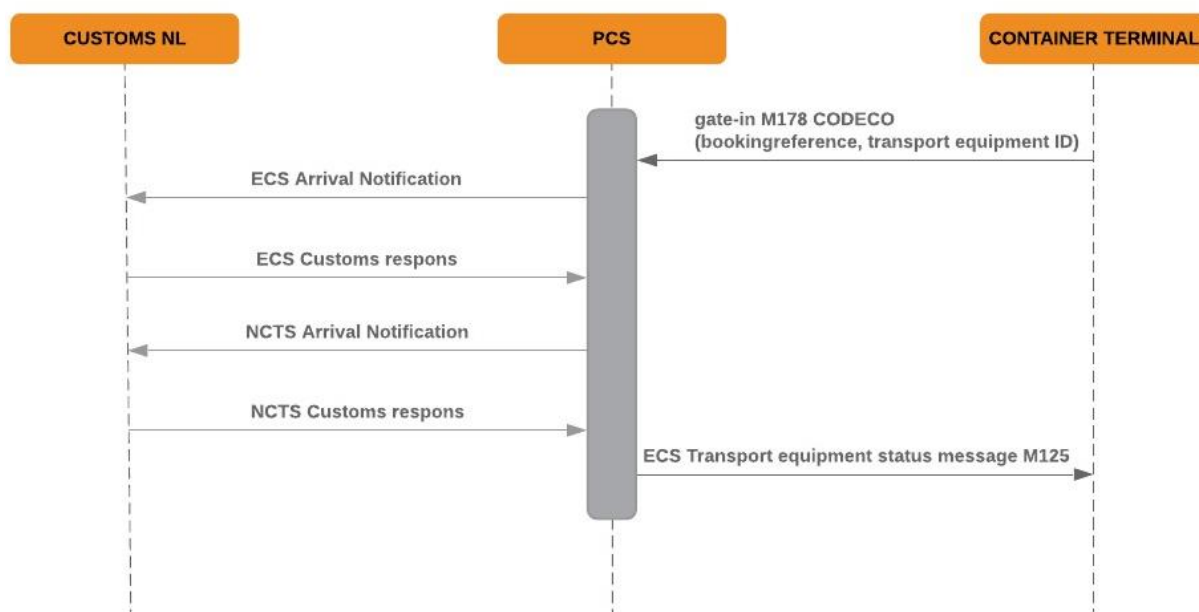 CUSTOMS NL
PCS
CONTAINER TERMINAL
gate-in M178 CODECO
(bookingreference, transport equipment ID)
ECS Arrival Notification
ECS Customs respons
NCTS Arrival Notification
NCTS Customs respons
ECS Transport equipment status message M125